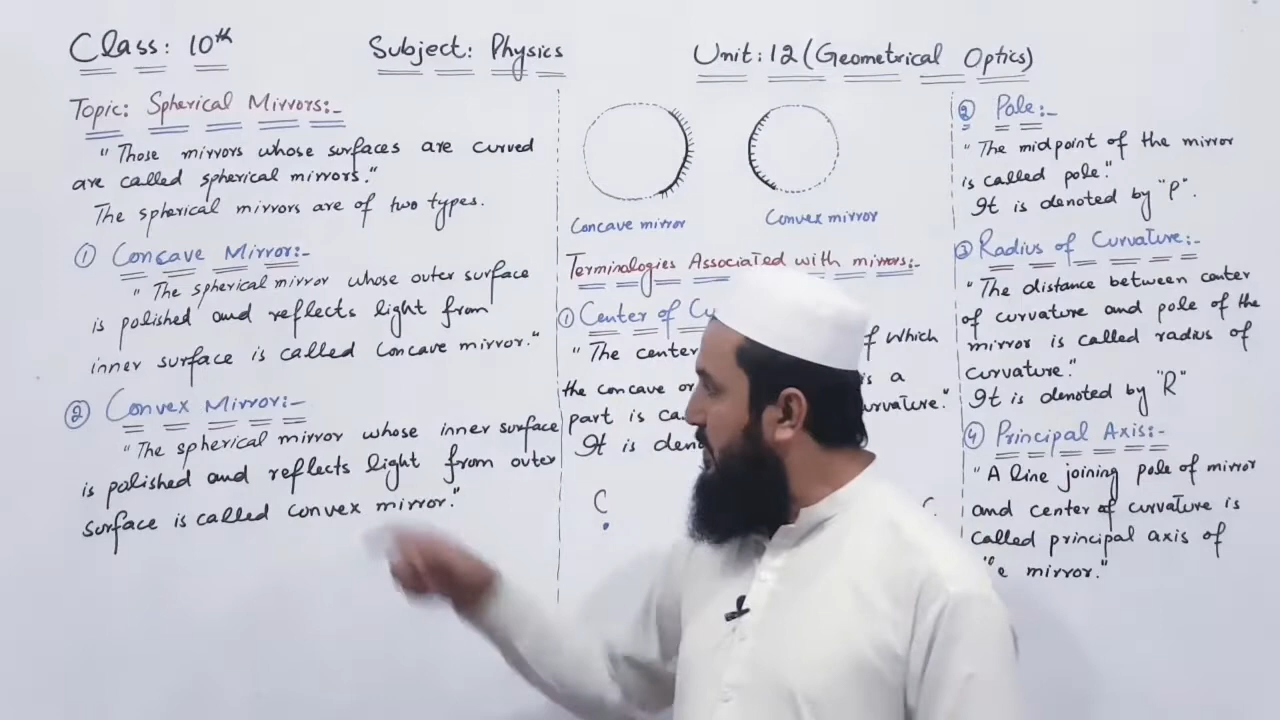 Class: 10th
Subject: Physics
Unit: 12 (Geometrical Optics)
Topic: Spherical Mirrors:-
"Those mirrors whose surfaces are curved
are called spherical mirrors."
The spherical mirrors are of two types.
① Concave Mirror:-
"The spherical mirror whose outer surface
is polished and reflects light from
inner surface is called Concave mirror."
② Convex Mirror:-
"The spherical mirror whose inner surface
is polished and reflects light from outer
surface is called convex mirror."
Concave mirror
Convex mirror
Terminologies Associated with mirrors:-
① Center of
"The center of which
the concave or is a
part is
It is
C
C
② Pole:-
"The midpoint of the mirror
is called pole."
It is denoted by "P".
③ Radius of Curvature:-
"The distance between center
of curvature and pole of the
mirror is called radius of
curvature."
It is denoted by "R"
④ Principal Axis:-
"A line joining pole of mirror
and center of curvature is
called principal axis of
mirror."